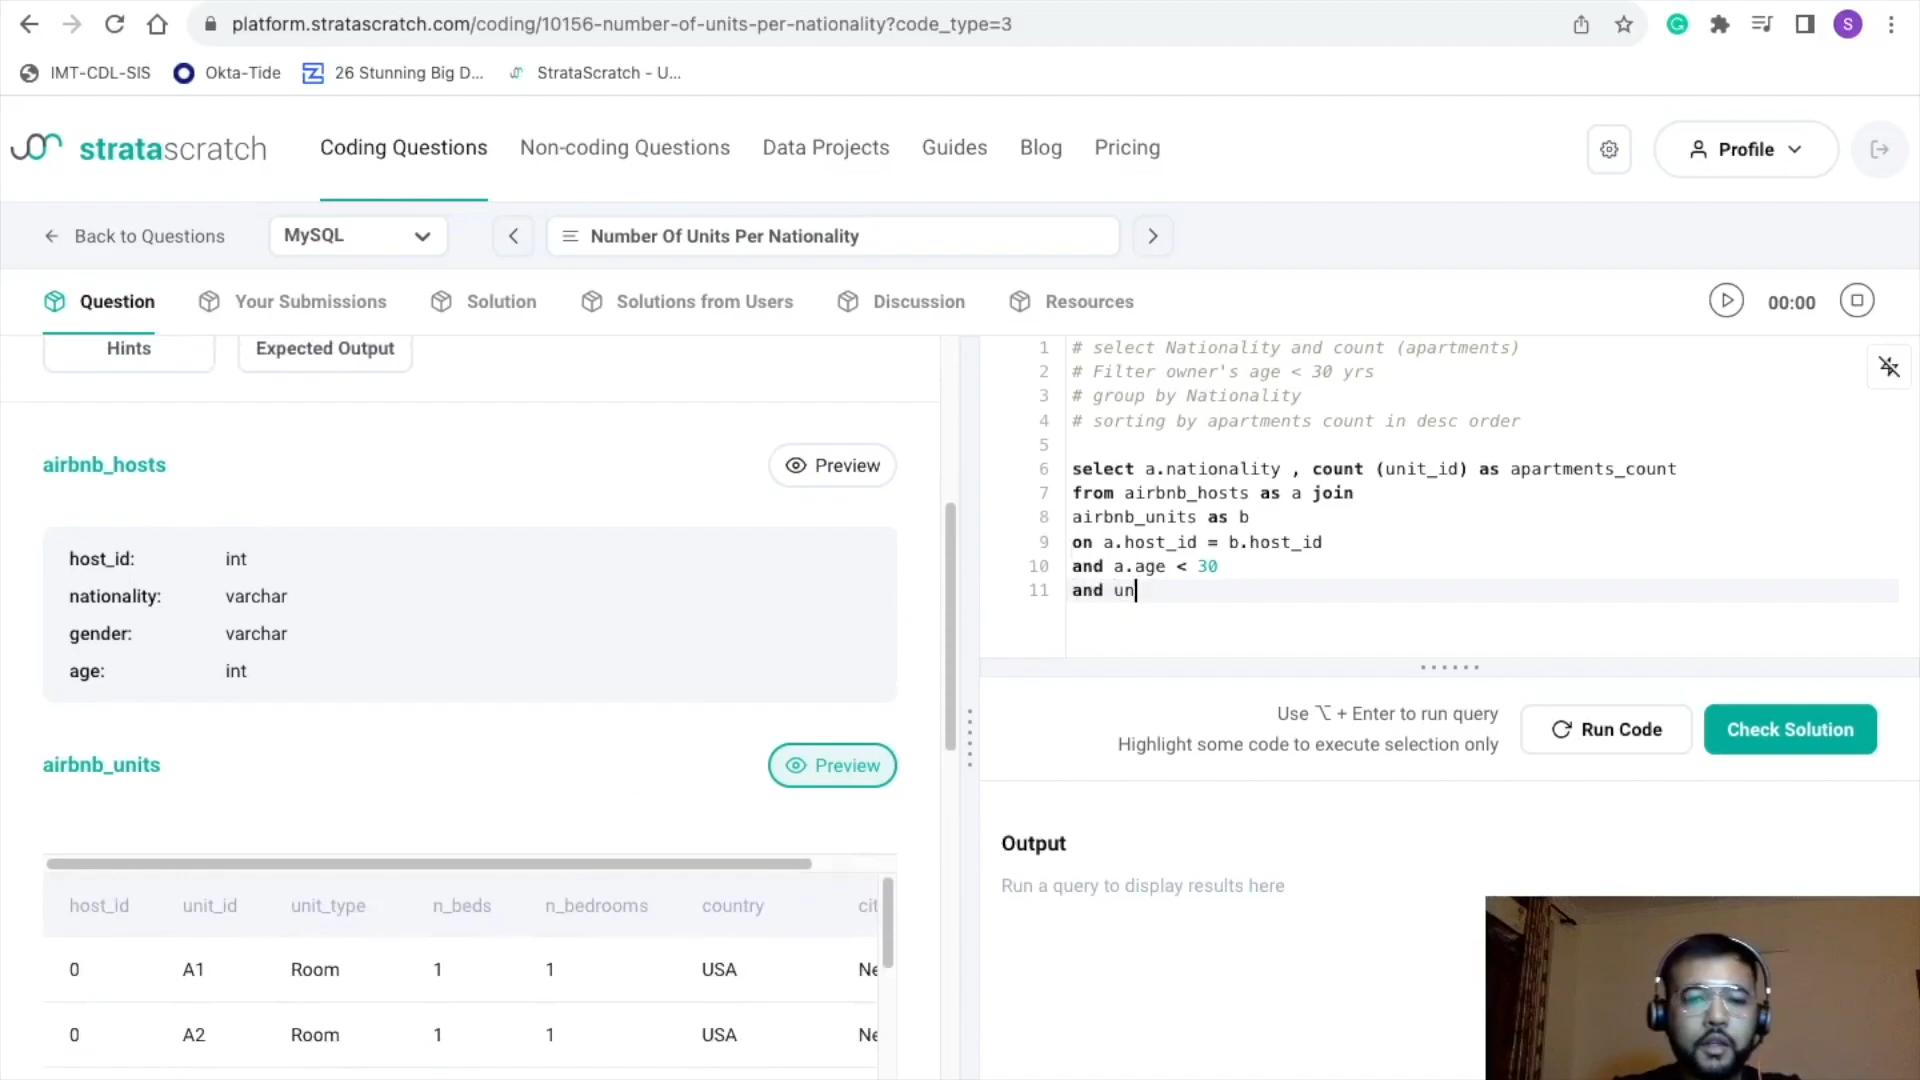 platform.stratascratch.com/coding/10156-number-of-units-per-nationality?code_type=3
S
IMT-CDL-SIS
Okta-Tide
26 Stunning Big D...
StrataScratch - U...
stratascratch
Coding Questions
Non-coding Questions
Data Projects
Guides
Blog
Pricing
Profile
Back to Questions
MySQL
Number Of Units Per Nationality
Question
Your Submissions
Solution
Solutions from Users
Discussion
Resources
00:00
Hints
Expected Output
airbnb_hosts
Preview
host_id: int
nationality: varchar
gender: varchar
age: int
airbnb_units
Preview
host_id unit_id unit_type n_beds n_bedrooms country cit
0 A1 Room 1 1 USA Ne
0 A2 Room 1 1 USA Ne
1 # select Nationality and count (apartments)
2 # Filter owner's age < 30 yrs
3 # group by Nationality
4 # sorting by apartments count in desc order
5
6 select a.nationality , count (unit_id) as apartments_count
7 from airbnb_hosts as a join
8 airbnb_units as b
9 on a.host_id = b.host_id
10 and a.age < 30
11 and un
Use ⌥ + Enter to run query
Highlight some code to execute selection only
Run Code
Check Solution
Output
Run a query to display results here